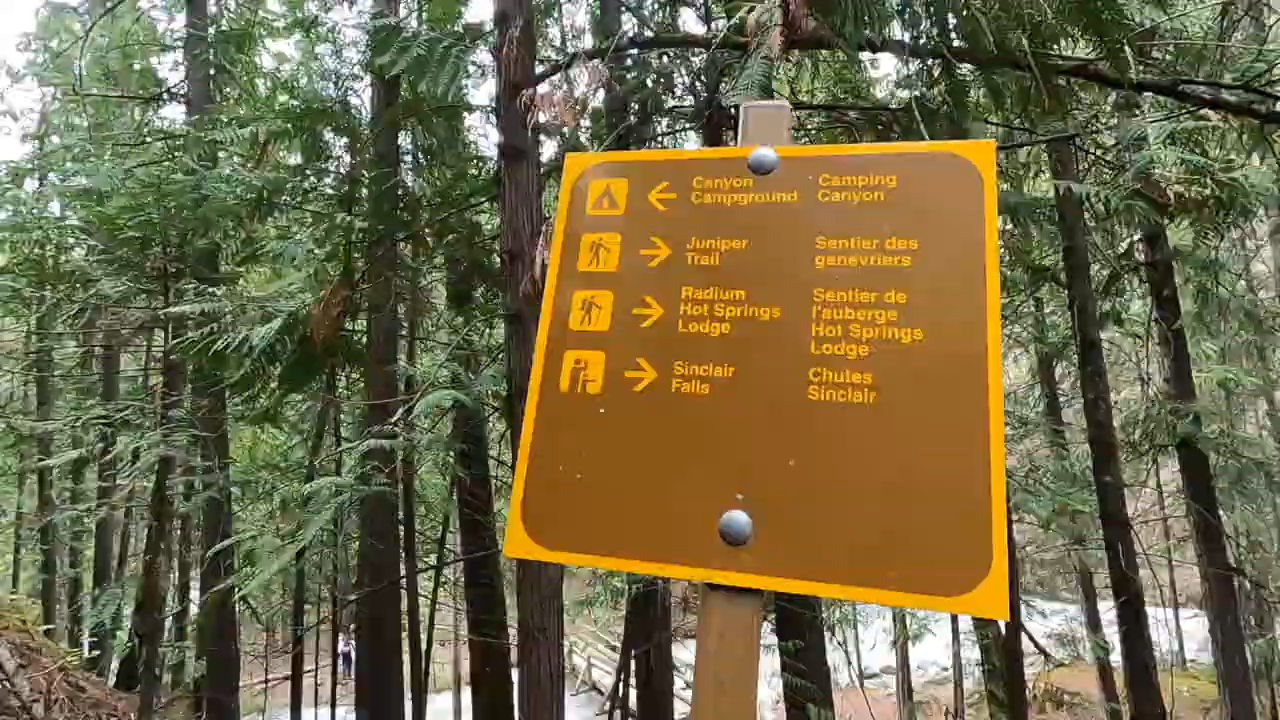 Canyon
Campground
Camping
Canyon
Juniper
Trail
Sentier des
genévriers
Radium
Hot Springs
Lodge
Sentier de
l'auberge
Hot Springs
Lodge
Sinclair
Falls
Chutes
Sinclair